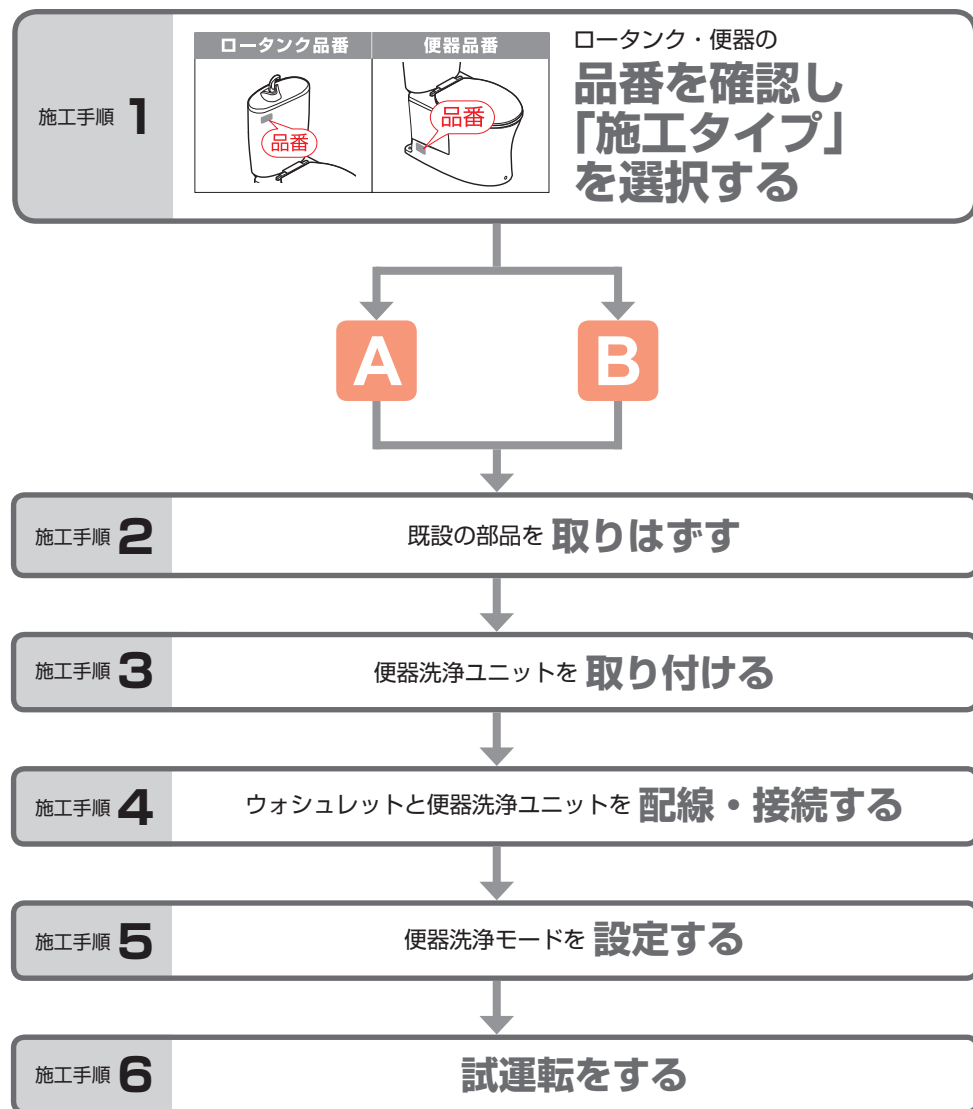 施工手順 1
ロータンク品番
便器品番
品番
品番
ロータンク・便器の
品番を確認し
「施工タイプ」
を選択する
A
B
施工手順 2
既設の部品を 取りはずす
施工手順 3
便器洗浄ユニットを 取り付ける
施工手順 4
ウォシュレットと便器洗浄ユニットを 配線・接続する
施工手順 5
便器洗浄モードを 設定する
施工手順 6
試運転をする